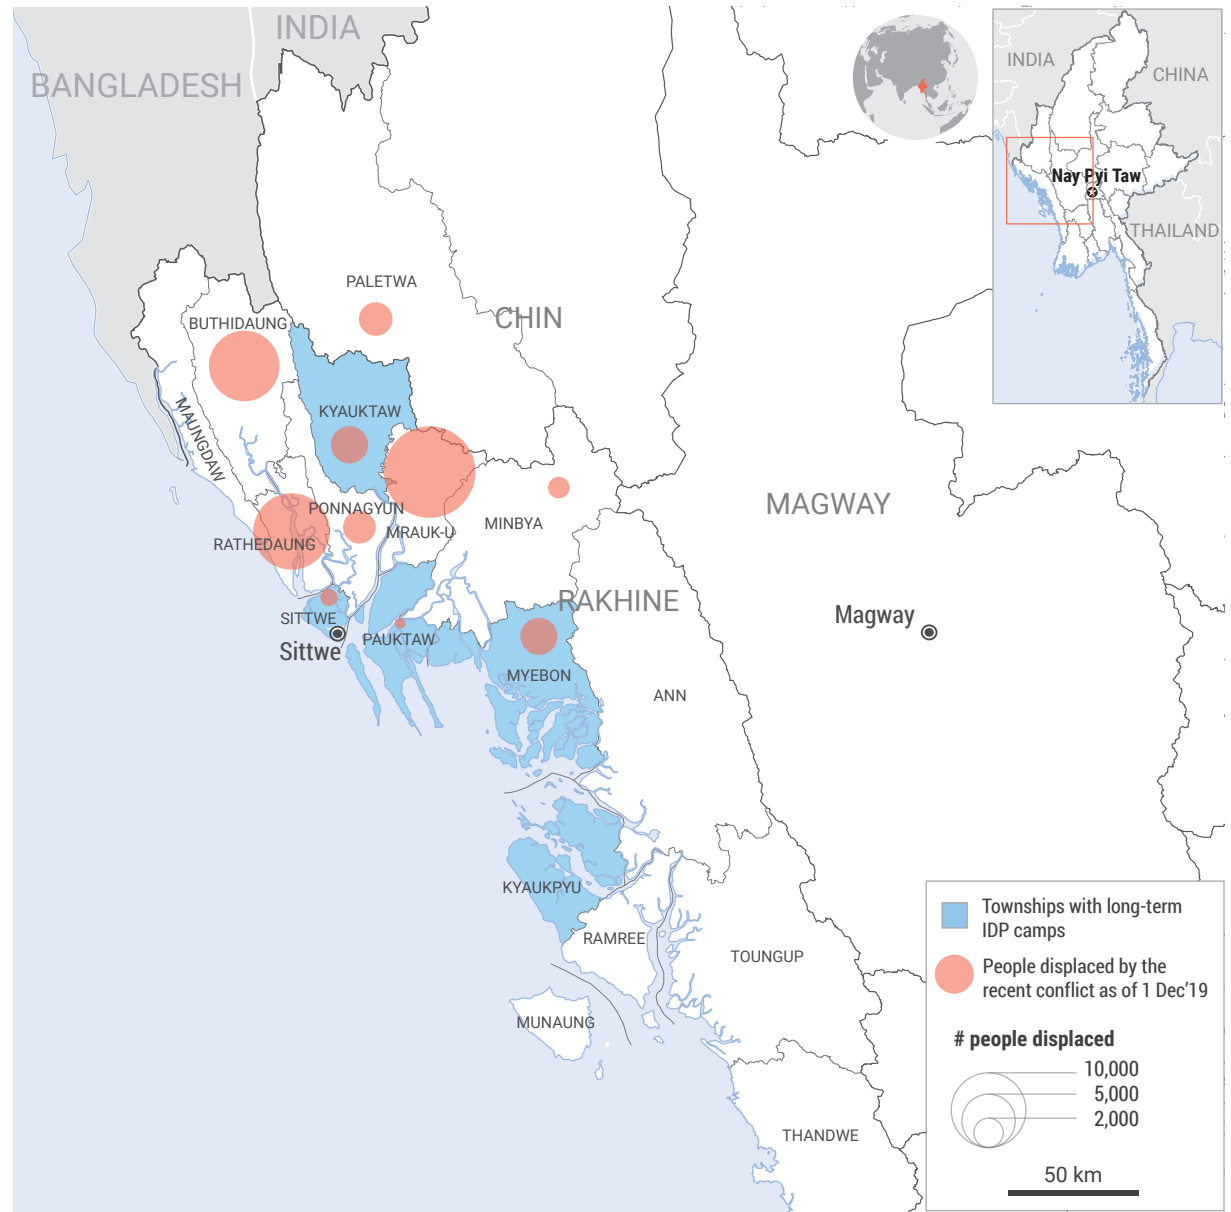 INDIA
BANGLADESH
INDIA
CHINA
Nay Pyi Taw
THAILAND
PALETWA
CHIN
BUTHIDAUNG
MAUNGDAW
KYAUKTAW
PONNAGYUN
MRAUK-U
MINBYA
RATHEDAUNG
MAGWAY
RAKHINE
SITTWE
Sittwe
PAUKTAW
MYEBON
Magway
ANN
KYAUKPYU
RAMREE
TOUNGUP
MUNAUNG
THANDWE
Townships with long-term
IDP camps
People displaced by the
recent conflict as of 1 Dec'19
# people displaced
10,000
5,000
2,000
50 km